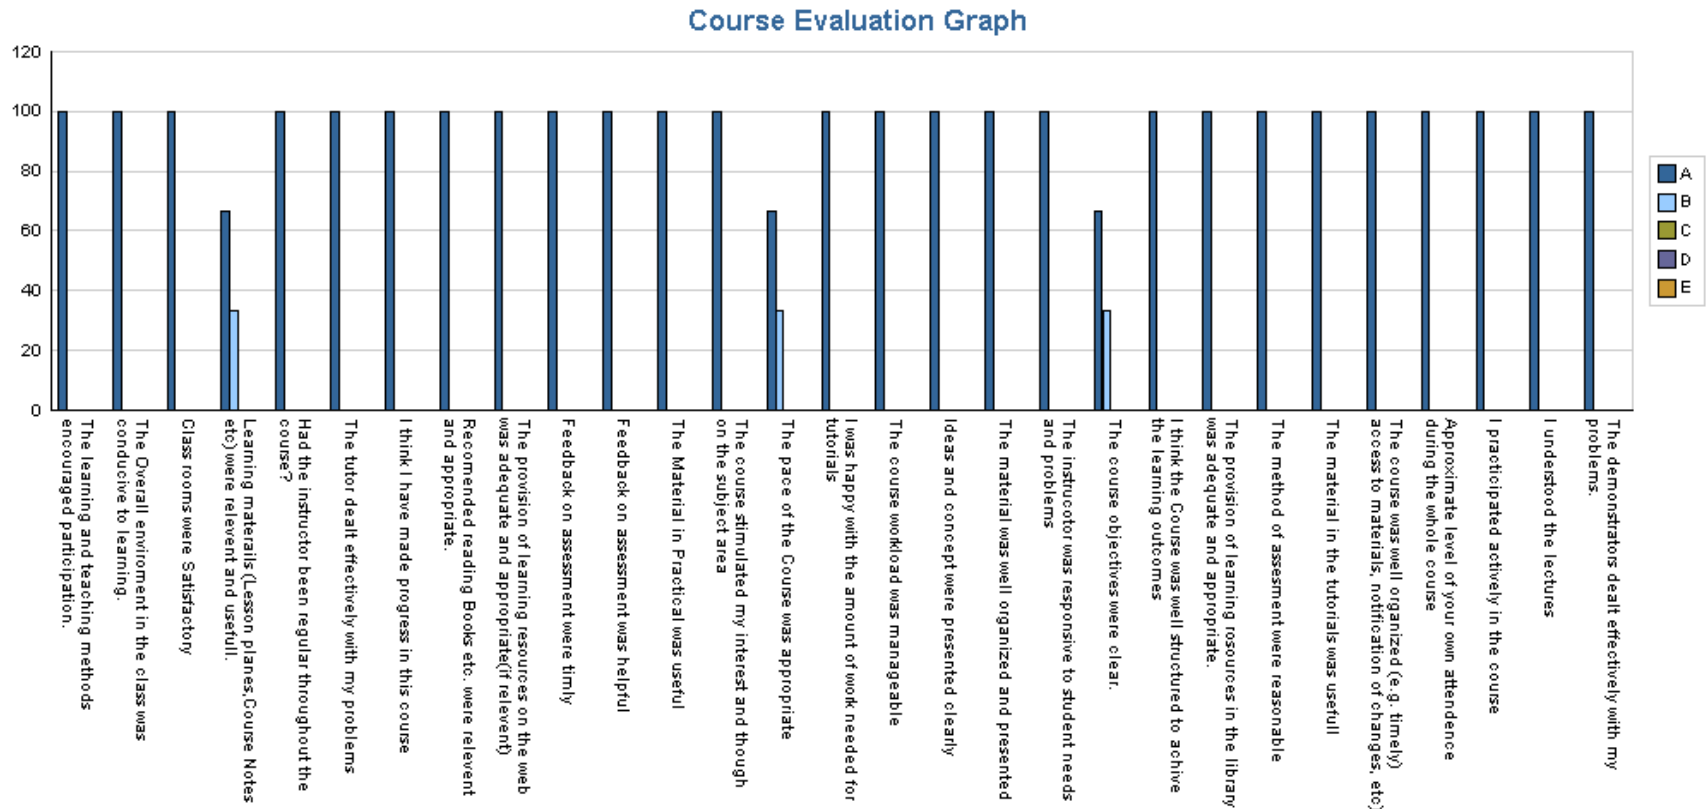 Course Evaluation Graph
120
100
80
60
40
20
0
A
B
C
D
E
The learning and teaching methods
encouraged participation.
The Overall enviroment in the class was
conducive to learning.
Class rooms were Satisfactory
Learning materails (Lesson planes,Course Notes
etc) were relevent and usefull.
Had the instructor been regular throughout the
course?
The tutor dealt effectively with my problems
I think I have made progress in this course
Recomended reading Books etc. were relevent
and appropriate.
The provision of learning resources on the web
was adequate and appropriate(if relevent)
Feedback on assessment were timly
Feedback on assessment was helpful
The Material in Practical was useful
The course stimulated my interest and though
on the subject area
The pace of the Course was appropriate
I was happy with the amount of work needed for
tutorials
The course workload was manageable
Ideas and concept were presented clearly
The material was well organized and presented
The instrucotor was responsive to student needs
and problems
The course objectives were clear.
I think the Course was well structured to achive
the learning outcomes
The provision of learning rosources in the library
was adequate and appropriate.
The method of assesment were reasonable
The material in the tutorials was usefull
The course was well organized (e.g. timely)
access to materials, notification of changes, etc)
Approximate level of your own attendence
during the whole course
I practicipated actively in the course
I understood the lectures
The demonstrators dealt effectively with my
problems.